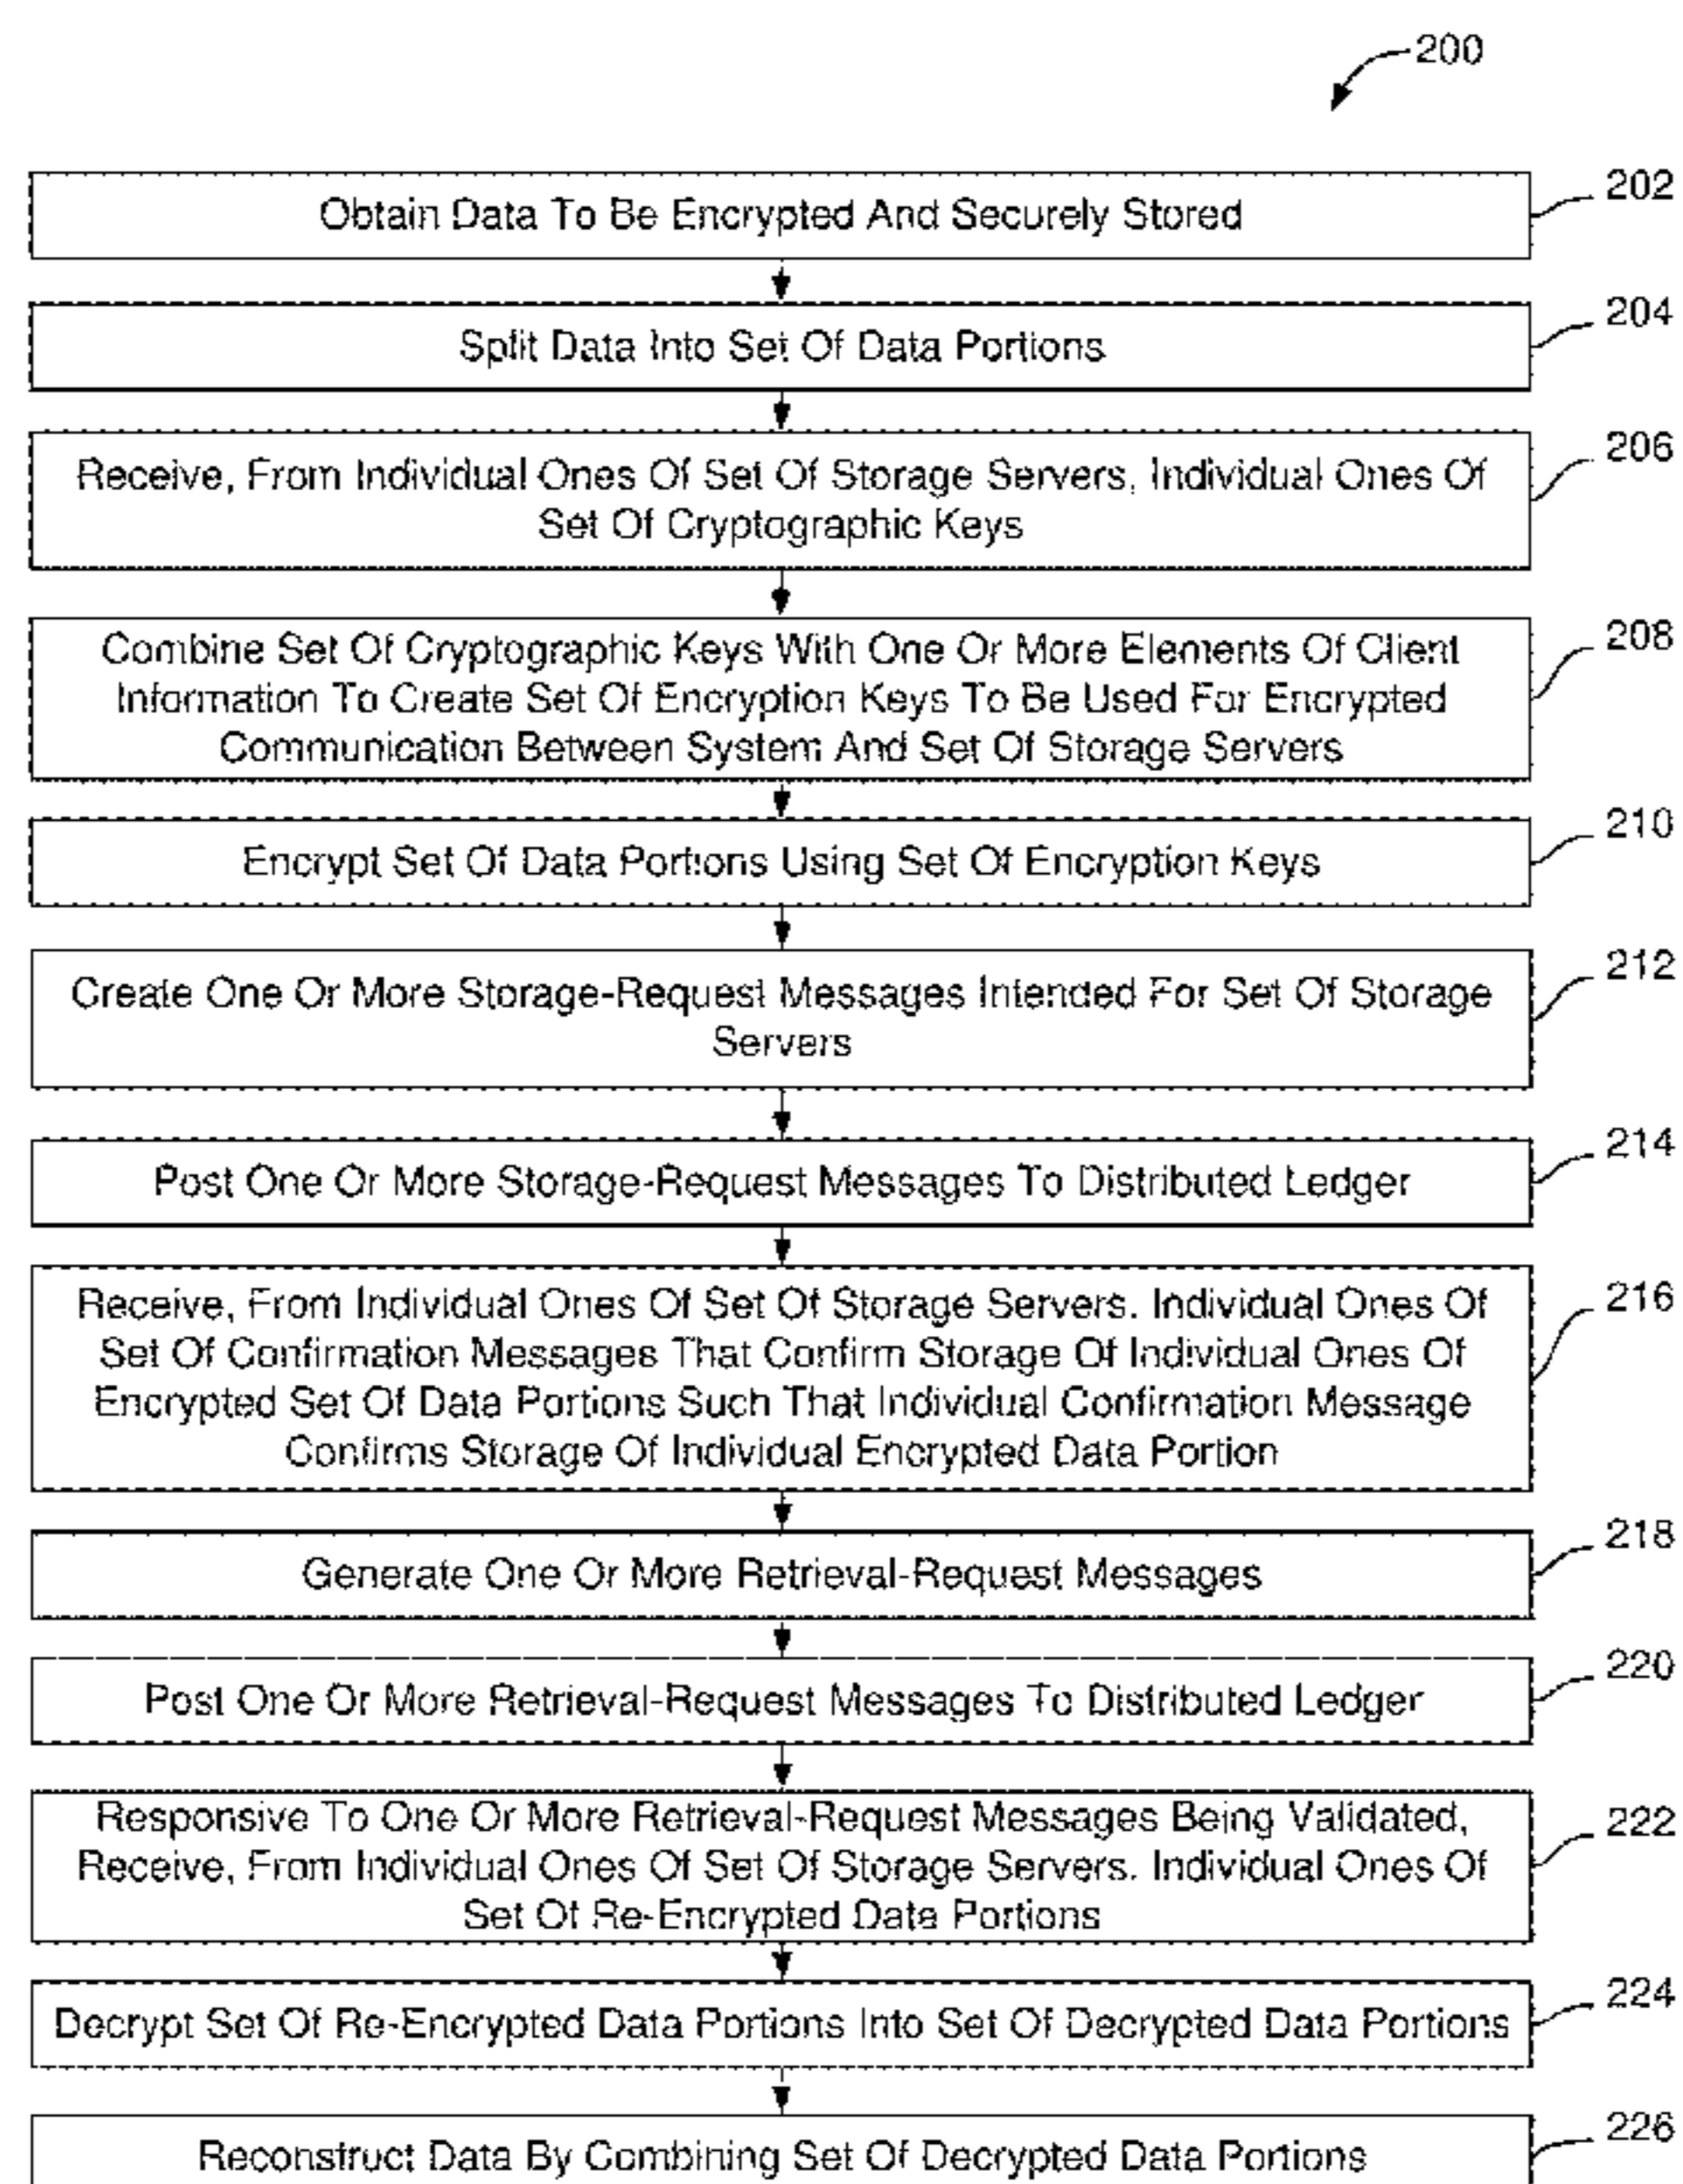 200
202
Obtain Data To Be Encrypted And Securely Stored
204
Split Data Into Set Of Data Portions
206
Receive, From Individual Ones Of Set Of Storage Servers, Individual Ones Of
Set Of Cryptographic Keys
208
Combine Set Of Cryptographic Keys With One Or More Elements Of Client
Information To Create Set Of Encryption Keys To Be Used For Encrypted
Communication Between System And Set Of Storage Servers
210
Encrypt Set Of Data Portions Using Set Of Encryption Keys
212
Create One Or More Storage-Request Messages Intended For Set Of Storage
Servers
214
Post One Or More Storage-Request Messages To Distributed Ledger
216
Receive, From Individual Ones Of Set Of Storage Servers. Individual Ones Of
Set Of Confirmation Messages That Confirm Storage Of Individual Ones Of
Encrypted Set Of Data Portions Such That Individual Confirmation Message
Confirms Storage Of Individual Encrypted Data Portion
218
Generate One Or More Retrieval-Request Messages
220
Post One Or More Retrieval-Request Messages To Distributed Ledger
222
Responsive To One Or More Retrieval-Request Messages Being Validated,
Receive, From Individual Ones Of Set Of Storage Servers. Individual Ones Of
Set Of Re-Encrypted Data Portions
224
Decrypt Set Of Re-Encrypted Data Portions Into Set Of Decrypted Data Portions
226
Reconstruct Data By Combining Set Of Decrypted Data Portions